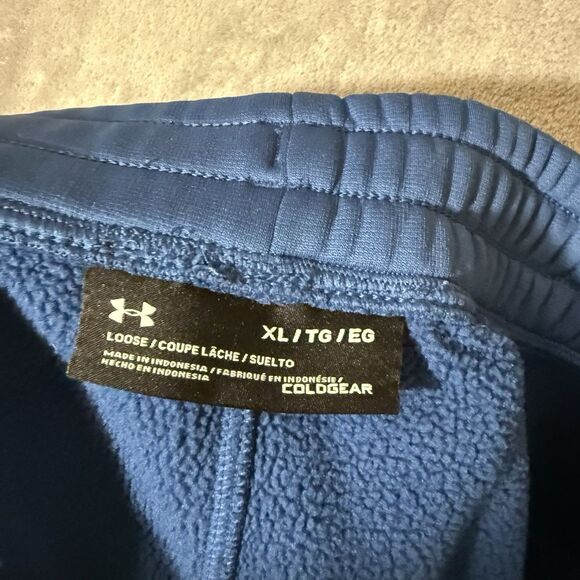 XL / TG / EG
LOOSE / COUPE LÂCHE / SUELTO
MADE IN INDONESIA / FABRIQUÉ EN INDONÉSIE /
HECHO EN INDONESIA
COLDGEAR